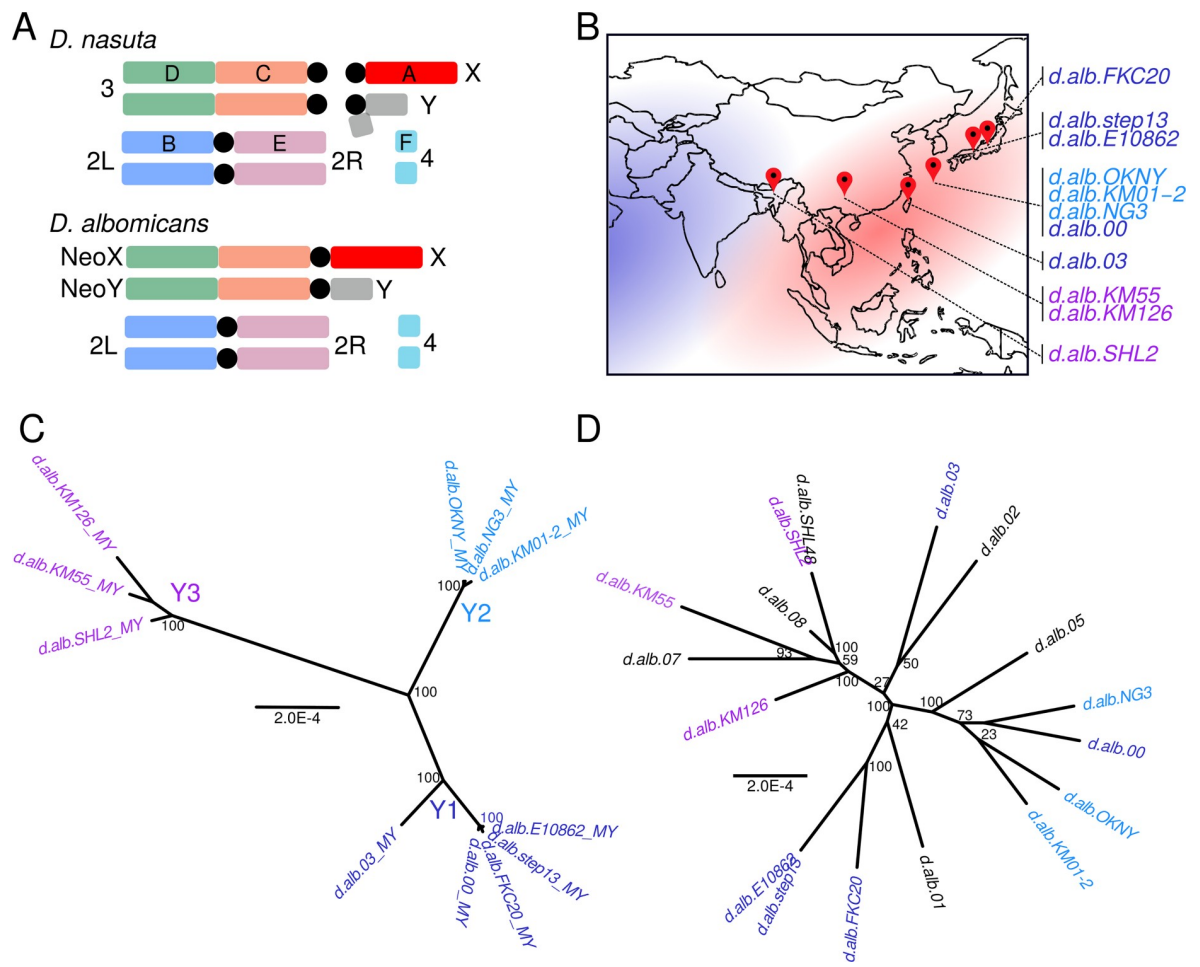 A
D. nasuta
D
C
A
X
3
Y
B
E
F
2L
2R
4
D. albomicans
NeoX
X
NeoY
Y
2L
2R
4
B
d.alb.FKC20
d.alb.step13
d.alb.E10862
d.alb.OKNY
d.alb.KM01-2
d.alb.NG3
d.alb.00
d.alb.03
d.alb.KM55
d.alb.KM126
d.alb.SHL2
C
d.alb.KM126_MY
d.alb.KM55_MY
d.alb.SHL2_MY
Y3
100
d.alb.OKNY_MY
d.alb.NG3_MY
d.alb.KM01-2_MY
100
Y2
100
2.0E-4
100
Y1
100
d.alb.03_MY
d.alb.E10862_MY
d.alb.step13_MY
d.alb.FKC20_MY
d.alb.00_MY
D
d.alb.SHL48
d.alb.SHL2
d.alb.03
d.alb.02
d.alb.KM55
d.alb.08
d.alb.05
d.alb.07
93
100
59
100
50
27
100
100
d.alb.NG3
73
d.alb.KM126
42
23
d.alb.00
100
2.0E-4
d.alb.OKNY
d.alb.KM01-2
d.alb.E10862
d.alb.step13
d.alb.FKC20
d.alb.01